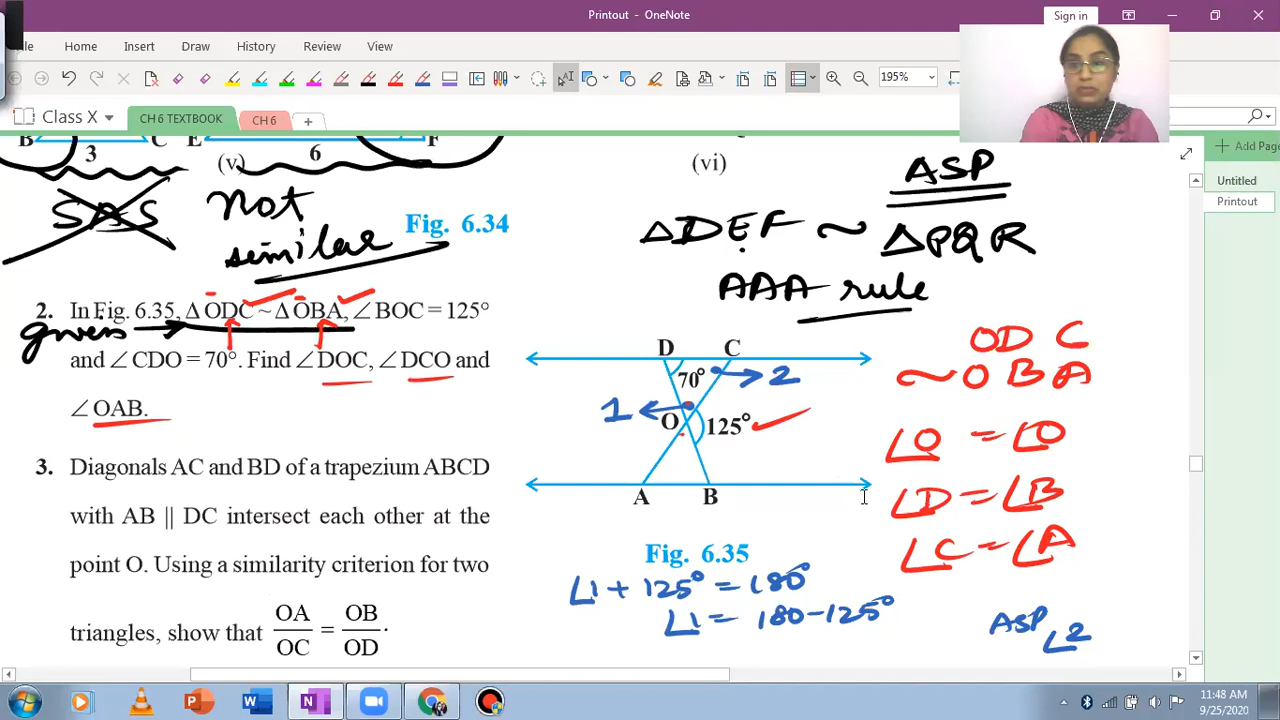 Printout - OneNote
Sign in
File Home Insert Draw History Review View
195%
Class X
CH 6 TEXTBOOK
CH 6
Add Page
Untitled
Printout
B 3 C E 6 F
(v)
(vi)
SAS
Not
similar
Fig. 6.34
ASP
ΔDEF ~ ΔPQR
AAA rule
2. In Fig. 6.35, Δ ODC ~ Δ OBA, ∠ BOC = 125°
given
and ∠ CDO = 70°. Find ∠ DOC, ∠ DCO and
∠ OAB.
D C
70°
2
1
O 125°
A B
Fig. 6.35
ODC
~ OBA
∠O = ∠O
∠D = ∠B
∠C = ∠A
∠1 + 125° = 180°
∠1 = 180 - 125°
ASP ∠2
3. Diagonals AC and BD of a trapezium ABCD
with AB || DC intersect each other at the
point O. Using a similarity criterion for two
triangles, show that OA/OC = OB/OD.
11:48 AM
9/25/2020